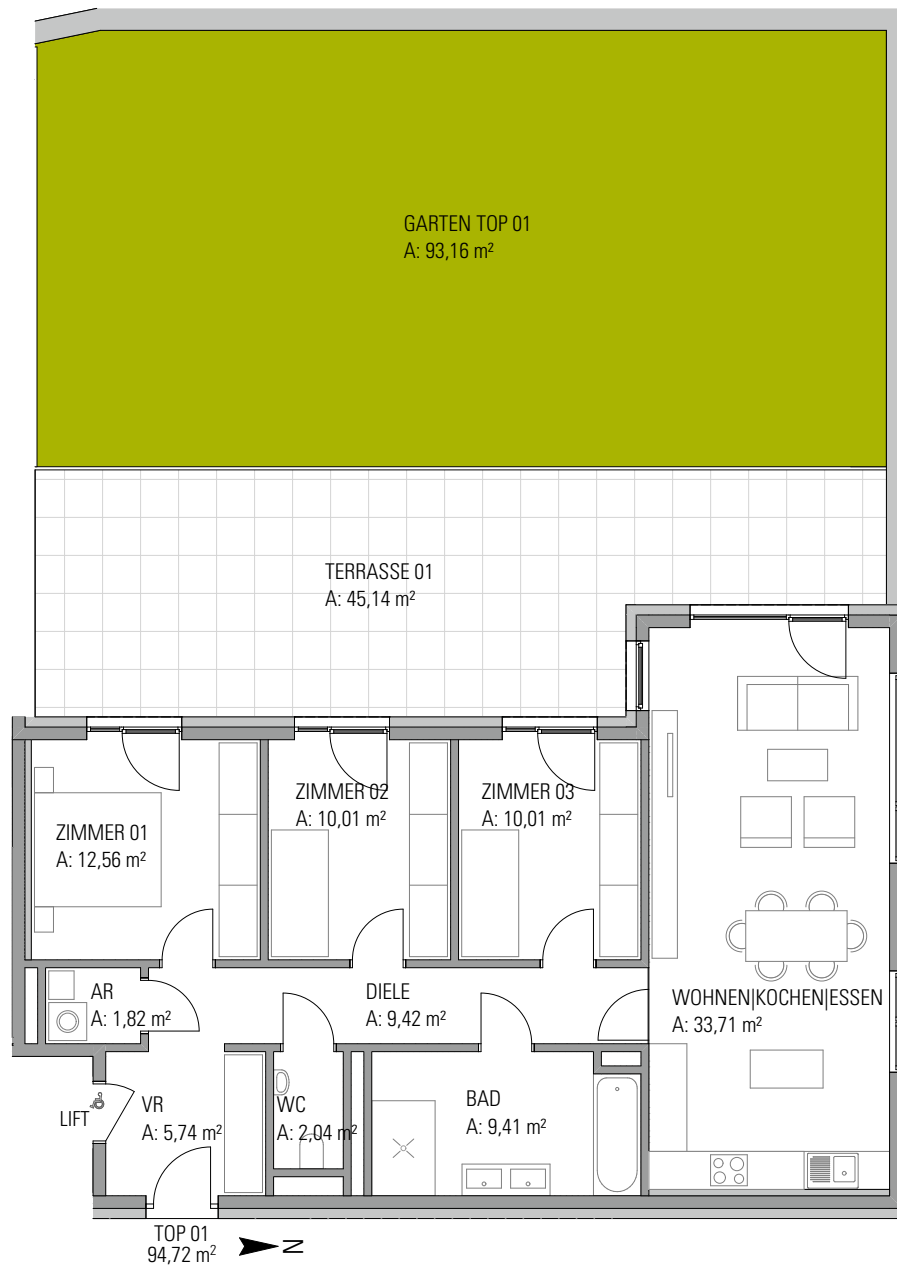 GARTEN TOP 01
A: 93,16 m²
TERRASSE 01
A: 45,14 m²
ZIMMER 01
A: 12,56 m²
ZIMMER 02
A: 10,01 m²
ZIMMER 03
A: 10,01 m²
AR
A: 1,82 m²
DIELE
A: 9,42 m²
WOHNEN|KOCHEN|ESSEN
A: 33,71 m²
LIFT
VR
A: 5,74 m²
WC
A: 2,04 m²
BAD
A: 9,41 m²
TOP 01
94,72 m²
N